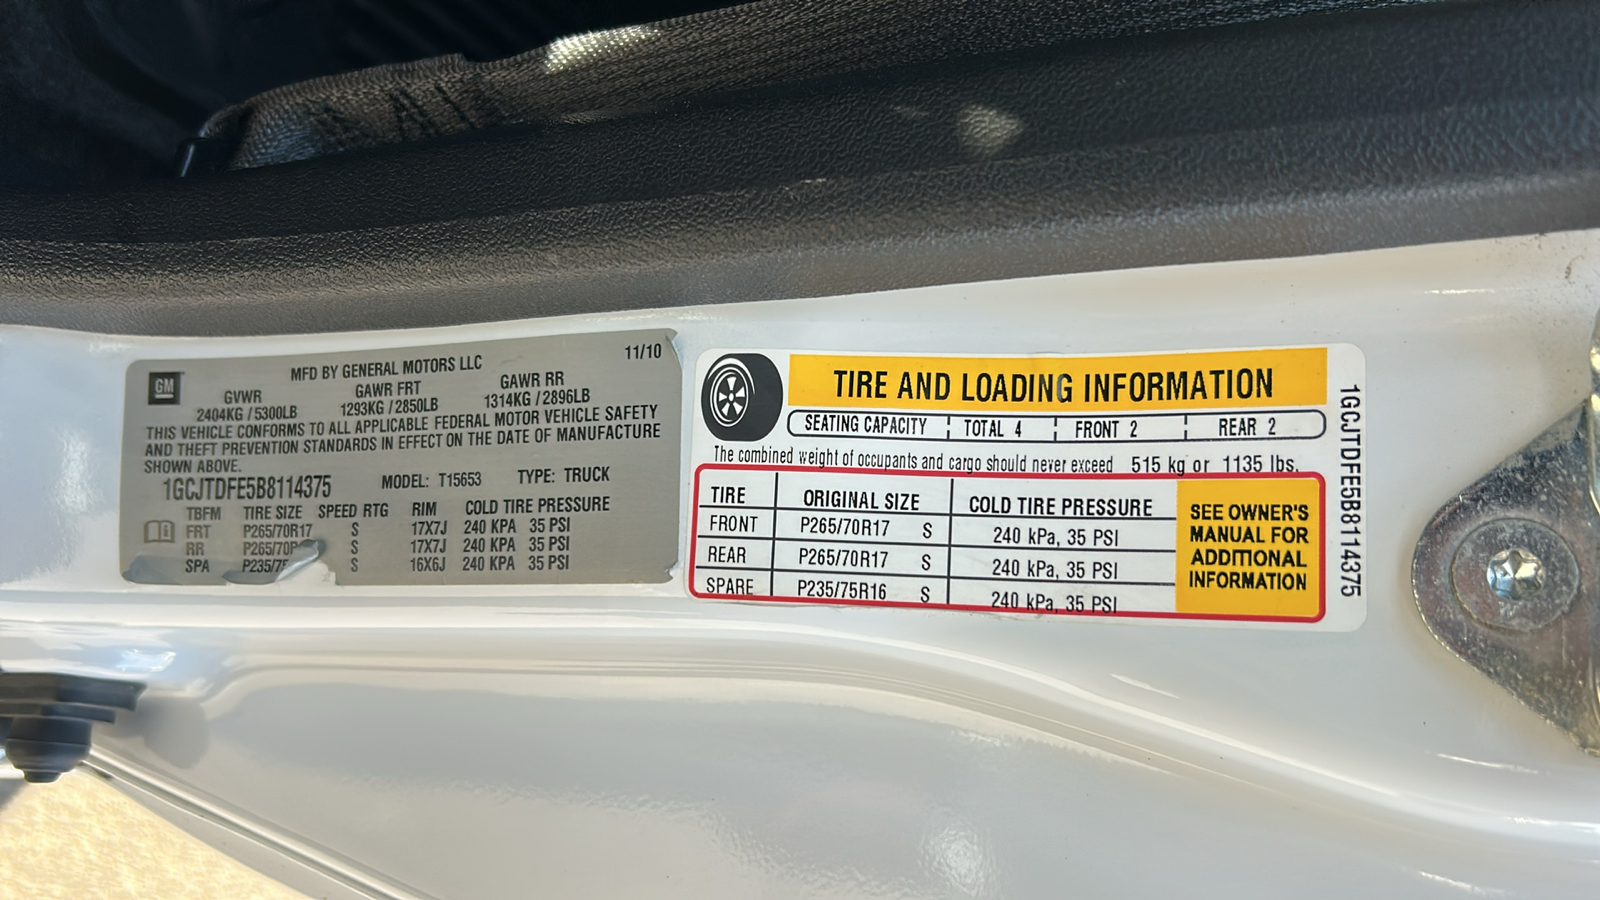 GM
MFD BY GENERAL MOTORS LLC
11/10
GVWR GAWR FRT GAWR RR
2404KG / 5300LB 1293KG / 2850LB 1314KG / 2896LB
THIS VEHICLE CONFORMS TO ALL APPLICABLE FEDERAL MOTOR VEHICLE SAFETY
AND THEFT PREVENTION STANDARDS IN EFFECT ON THE DATE OF MANUFACTURE
SHOWN ABOVE.
1GCJTDFE5B8114375 MODEL: T15653 TYPE: TRUCK
TBFM TIRE SIZE SPEED RTG RIM COLD TIRE PRESSURE
FRT P265/70R17 S 17X7J 240 KPA 35 PSI
RR P265/70R S 17X7J 240 KPA 35 PSI
SPA P235/75 S 16X6J 240 KPA 35 PSI
TIRE AND LOADING INFORMATION
SEATING CAPACITY TOTAL 4 FRONT 2 REAR 2
The combined weight of occupants and cargo should never exceed 515 kg or 1135 lbs.
TIRE ORIGINAL SIZE COLD TIRE PRESSURE
FRONT P265/70R17 S 240 kPa, 35 PSI
REAR P265/70R17 S 240 kPa, 35 PSI
SPARE P235/75R16 S 240 kPa, 35 PSI
SEE OWNER'S
MANUAL FOR
ADDITIONAL
INFORMATION
1GCJTDFE5B8114375